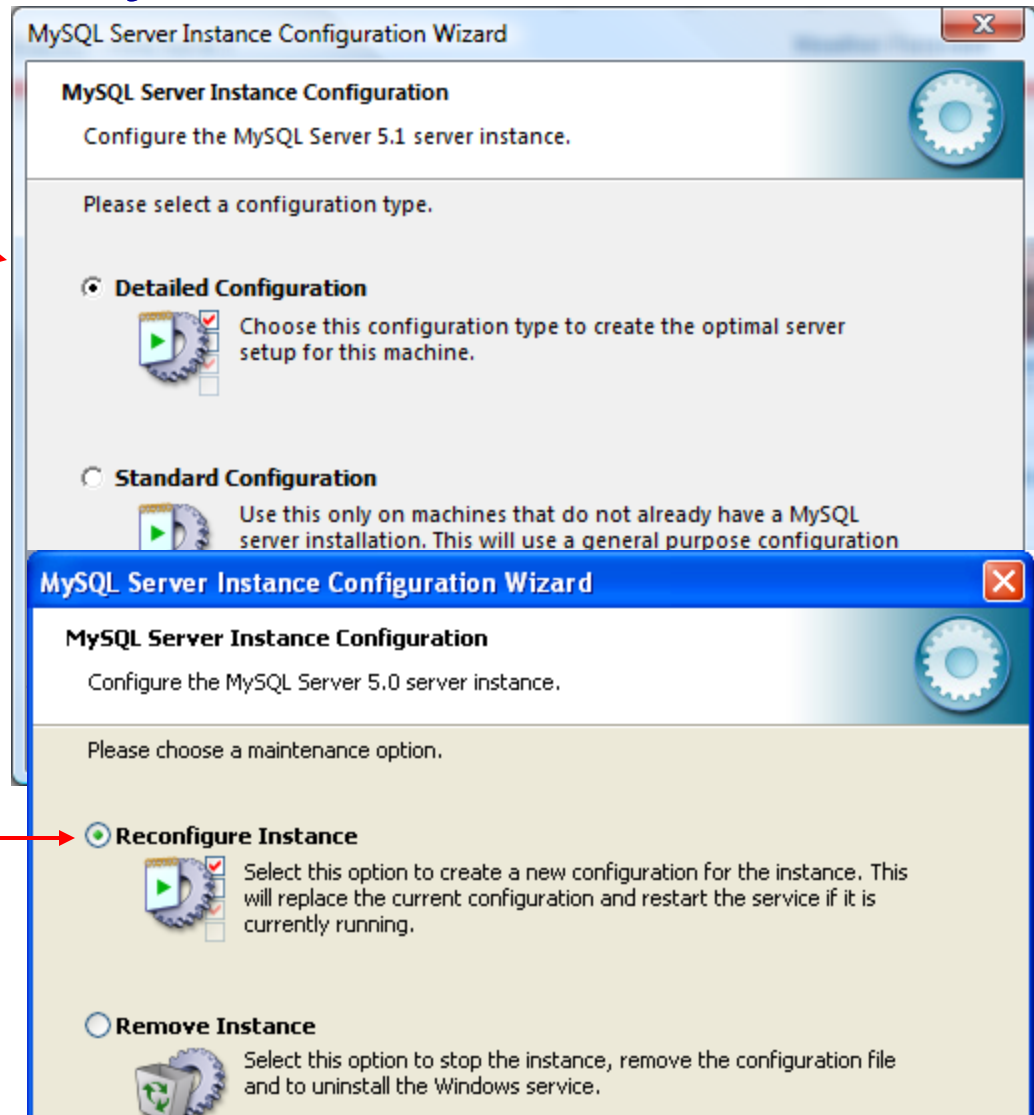 MySQL Server Instance Configuration Wizard
MySQL Server Instance Configuration
Configure the MySQL Server 5.1 server instance.
Please select a configuration type.
Detailed Configuration
Choose this configuration type to create the optimal server
setup for this machine.
Standard Configuration
Use this only on machines that do not already have a MySQL
server installation. This will use a general purpose configuration
MySQL Server Instance Configuration Wizard
MySQL Server Instance Configuration
Configure the MySQL Server 5.0 server instance.
Please choose a maintenance option.
Reconfigure Instance
Select this option to create a new configuration for the instance. This
will replace the current configuration and restart the service if it is
currently running.
Remove Instance
Select this option to stop the instance, remove the configuration file
and to uninstall the Windows service.